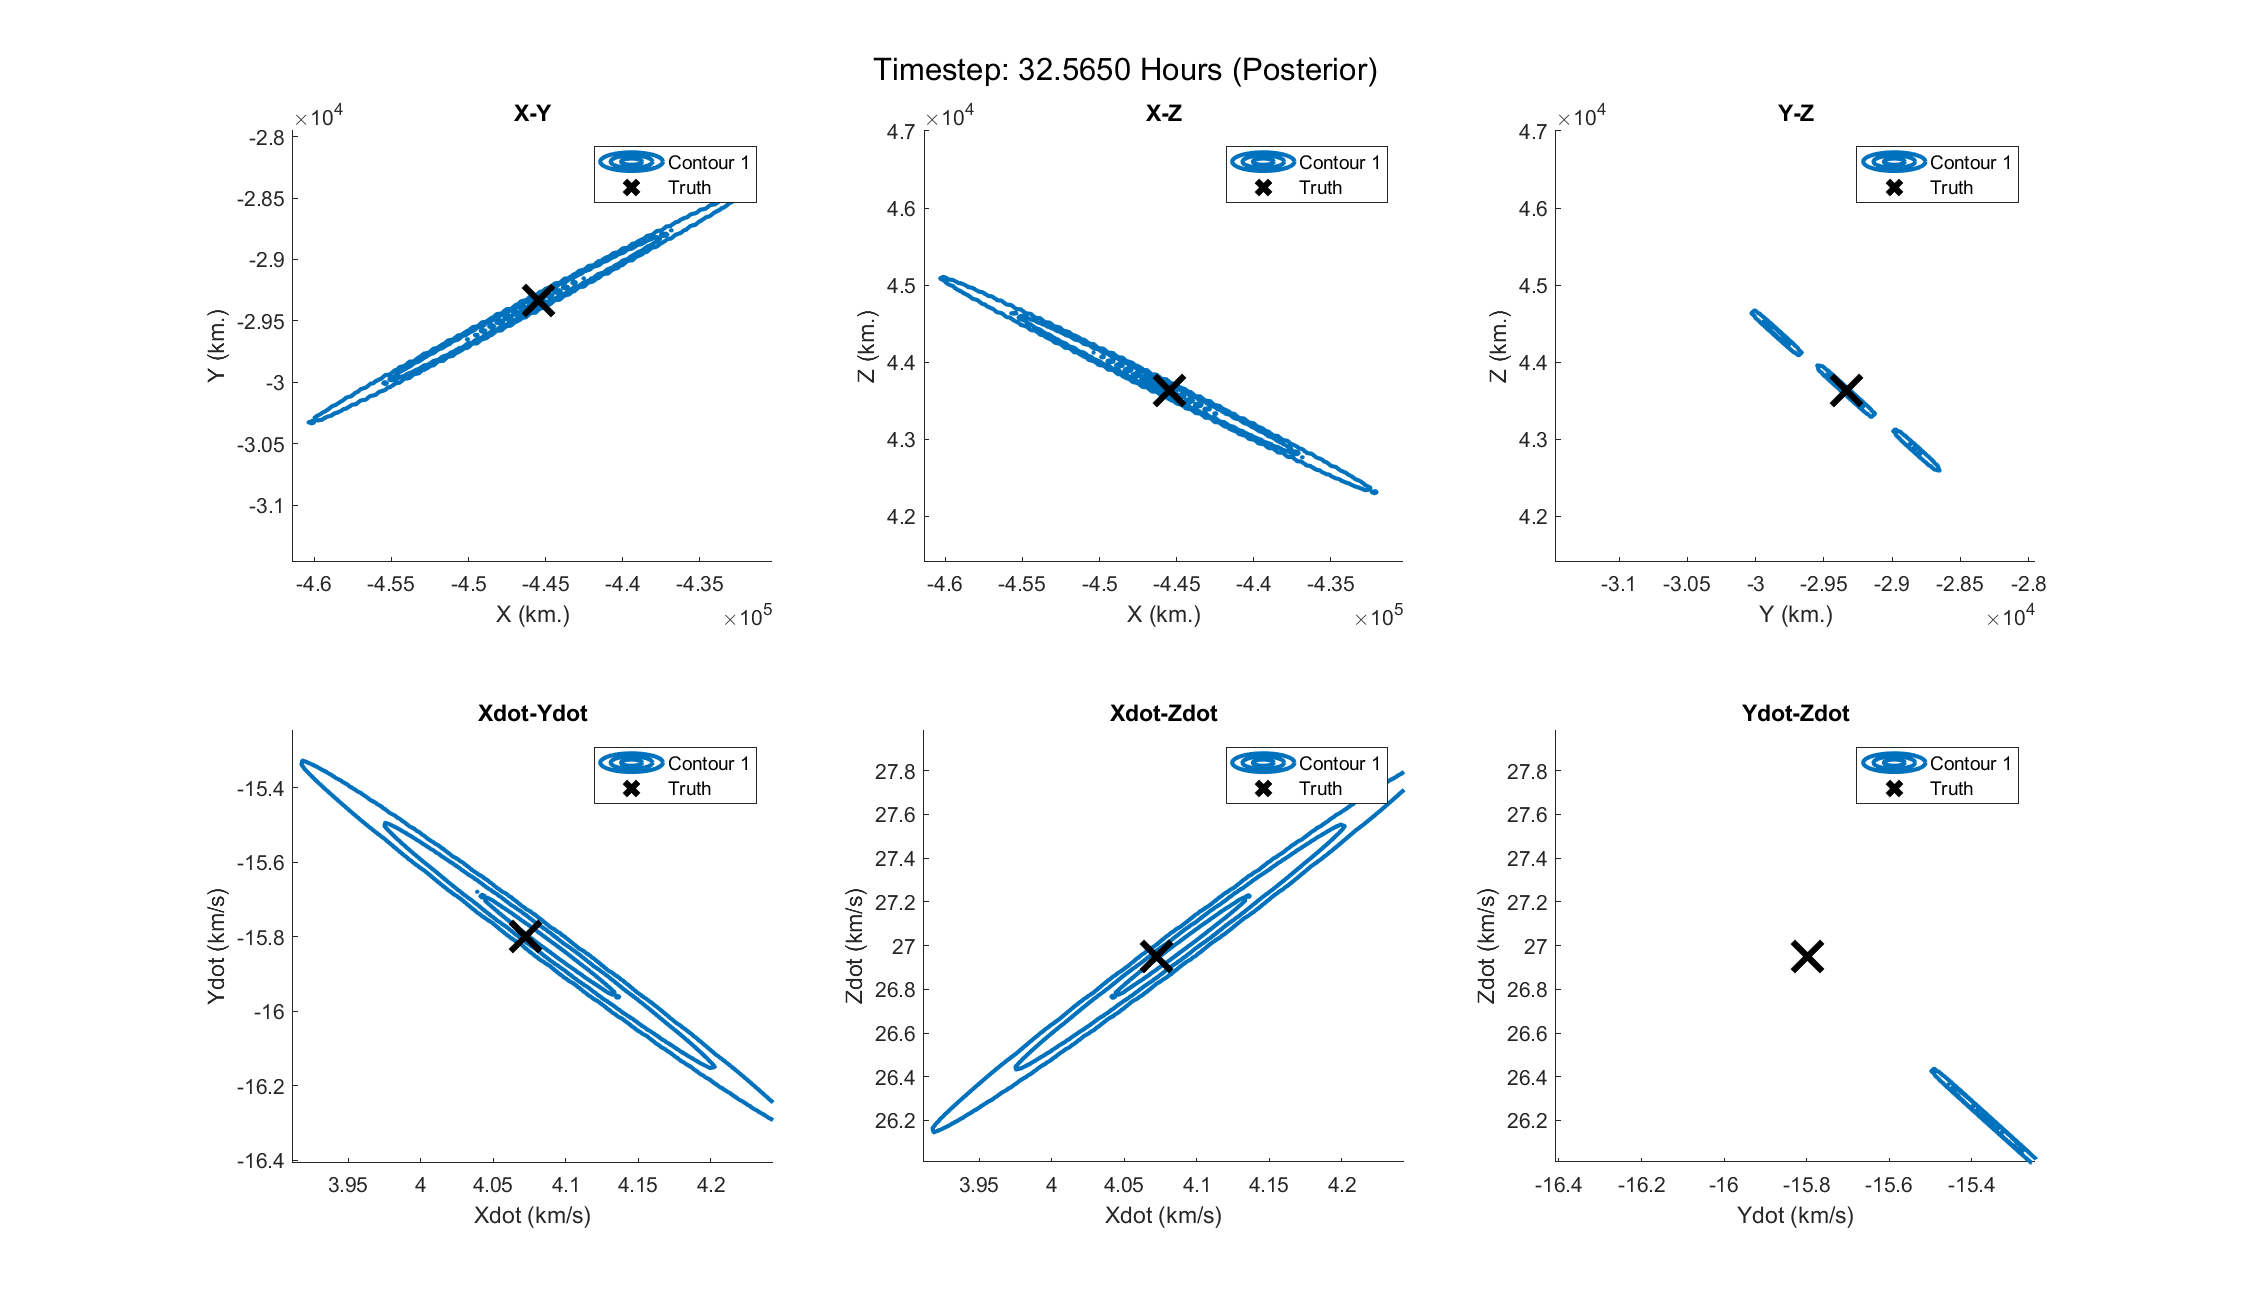 Timestep: 32.5650 Hours (Posterior)
X-Y
×10^4
-2.8
-2.85
-2.9
-2.95
-3
-3.05
-3.1
Y (km.)
-4.6 -4.55 -4.5 -4.45 -4.4 -4.35
X (km.)
×10^5
Contour 1
Truth
X-Z
×10^4
4.7
4.6
4.5
4.4
4.3
4.2
Z (km.)
-4.6 -4.55 -4.5 -4.45 -4.4 -4.35
X (km.)
×10^5
Contour 1
Truth
Y-Z
×10^4
4.7
4.6
4.5
4.4
4.3
4.2
Z (km.)
-3.1 -3.05 -3 -2.95 -2.9 -2.85 -2.8
Y (km.)
×10^4
Contour 1
Truth
Xdot-Ydot
-15.4
-15.6
-15.8
-16
-16.2
-16.4
Ydot (km/s)
3.95 4 4.05 4.1 4.15 4.2
Xdot (km/s)
Contour 1
Truth
Xdot-Zdot
27.8
27.6
27.4
27.2
27
26.8
26.6
26.4
26.2
Zdot (km/s)
3.95 4 4.05 4.1 4.15 4.2
Xdot (km/s)
Contour 1
Truth
Ydot-Zdot
27.8
27.6
27.4
27.2
27
26.8
26.6
26.4
26.2
Zdot (km/s)
-16.4 -16.2 -16 -15.8 -15.6 -15.4
Ydot (km/s)
Contour 1
Truth